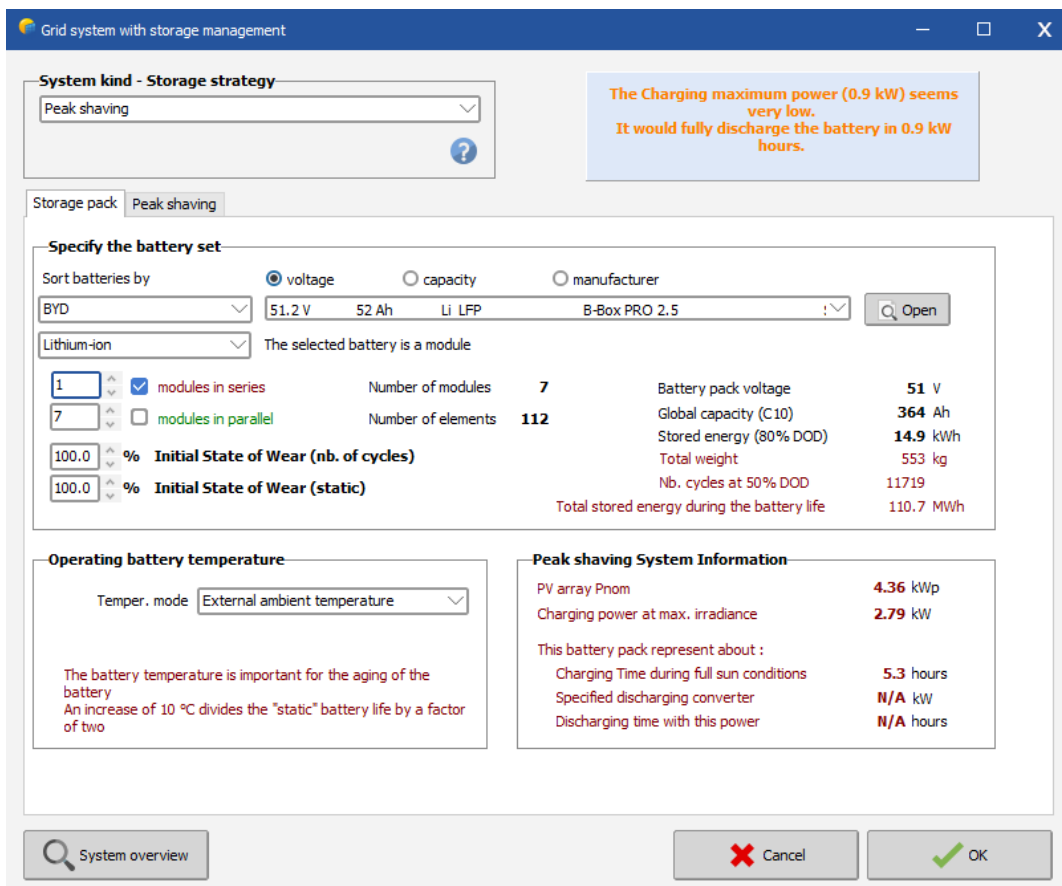 Grid system with storage management
System kind - Storage strategy
Peak shaving
The Charging maximum power (0.9 kW) seems
very low.
It would fully discharge the battery in 0.9 kW
hours.
Storage pack Peak shaving
Specify the battery set
Sort batteries by voltage capacity manufacturer
BYD 51.2 V 52 Ah Li LFP B-Box PRO 2.5 Open
Lithium-ion The selected battery is a module
1 modules in series Number of modules 7 Battery pack voltage 51 V
7 modules in parallel Number of elements 112 Global capacity (C10) 364 Ah
Stored energy (80% DOD) 14.9 kWh
100.0 % Initial State of Wear (nb. of cycles) Total weight 553 kg
100.0 % Initial State of Wear (static) Nb. cycles at 50% DOD 11719
Total stored energy during the battery life 110.7 MWh
Operating battery temperature
Temper. mode External ambient temperature
The battery temperature is important for the aging of the
battery
An increase of 10 °C divides the "static" battery life by a factor
of two
Peak shaving System Information
PV array Pnom 4.36 kWp
Charging power at max. irradiance 2.79 kW
This battery pack represent about :
Charging Time during full sun conditions 5.3 hours
Specified discharging converter N/A kW
Discharging time with this power N/A hours
System overview Cancel OK